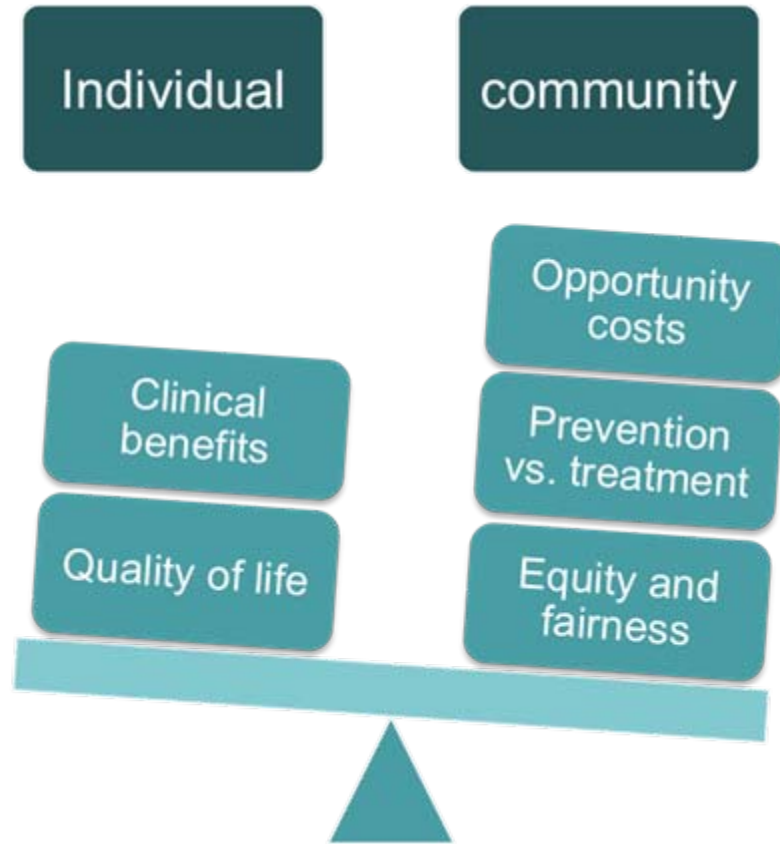 Individual
community
Opportunity
costs
Clinical
benefits
Prevention
vs. treatment
Quality of life
Equity and
fairness